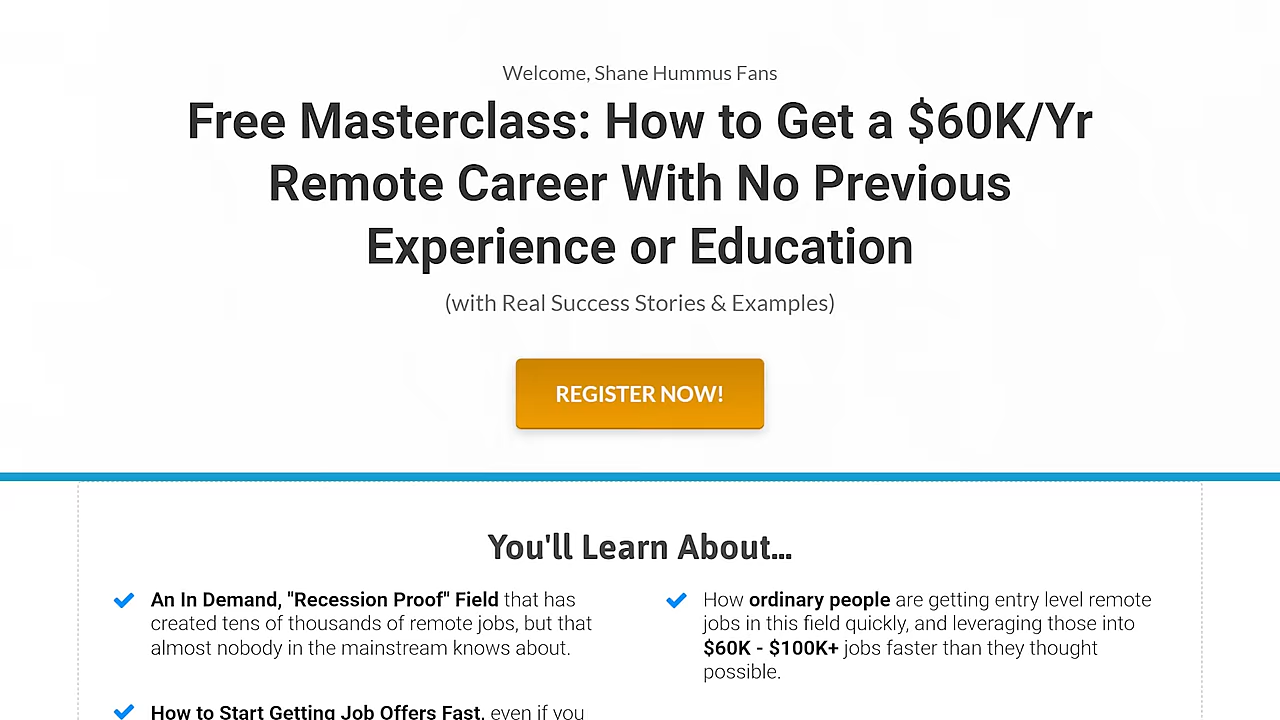 Welcome, Shane Hummus Fans
Free Masterclass: How to Get a $60K/Yr
Remote Career With No Previous
Experience or Education
(with Real Success Stories & Examples)
REGISTER NOW!
You'll Learn About...
An In Demand, "Recession Proof" Field that has
created tens of thousands of remote jobs, but that
almost nobody in the mainstream knows about.
How ordinary people are getting entry level remote
jobs in this field quickly, and leveraging those into
$60K - $100K+ jobs faster than they thought
possible.
How to Start Getting Job Offers Fast, even if you